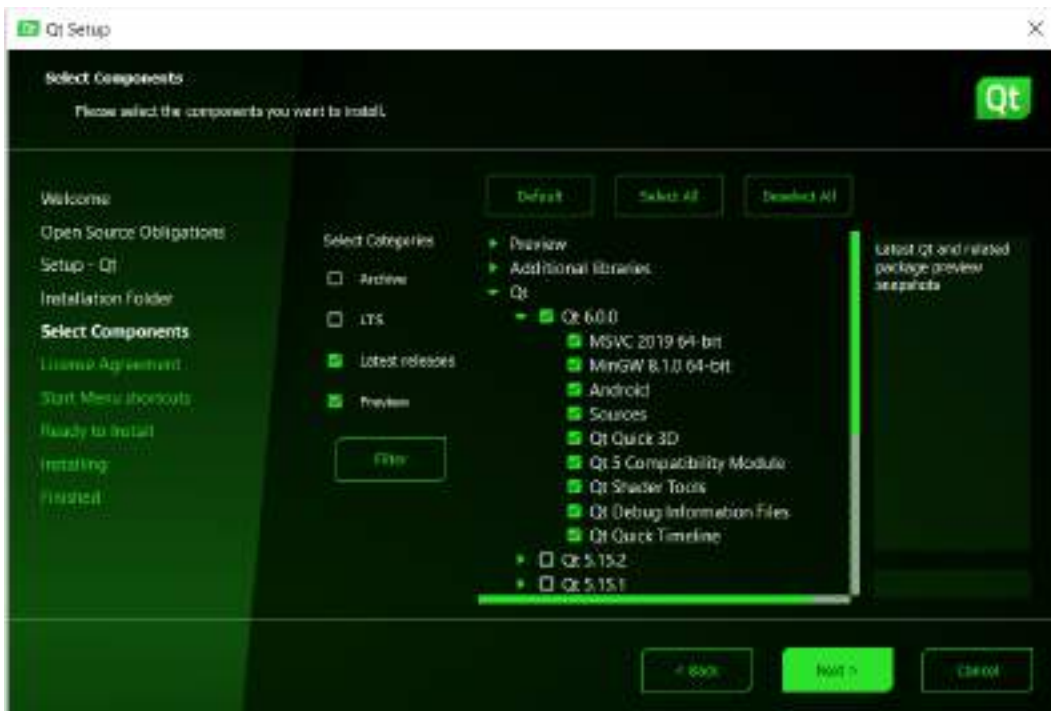 Qt Setup
Select Components
Please select the components you want to install.
Qt
Welcome
Open Source Obligations
Setup - Qt
Installation Folder
Select Components
License Agreement
Start Menu shortcuts
Ready to Install
Installing
Finished
Select Categories
Archive
LTS
Latest releases
Preview
Filter
Default
Select All
Deselect All
Preview
Additional libraries
Qt
Qt 6.0.0
MSVC 2019 64-bit
MinGW 8.1.0 64-bit
Android
Sources
Qt Quick 3D
Qt 5 Compatibility Module
Qt Shader Tools
Qt Debug Information Files
Qt Quick Timeline
Qt 5.15.2
Qt 5.15.1
Latest Qt and related
package preview
snapshots
< Back
Next >
Cancel